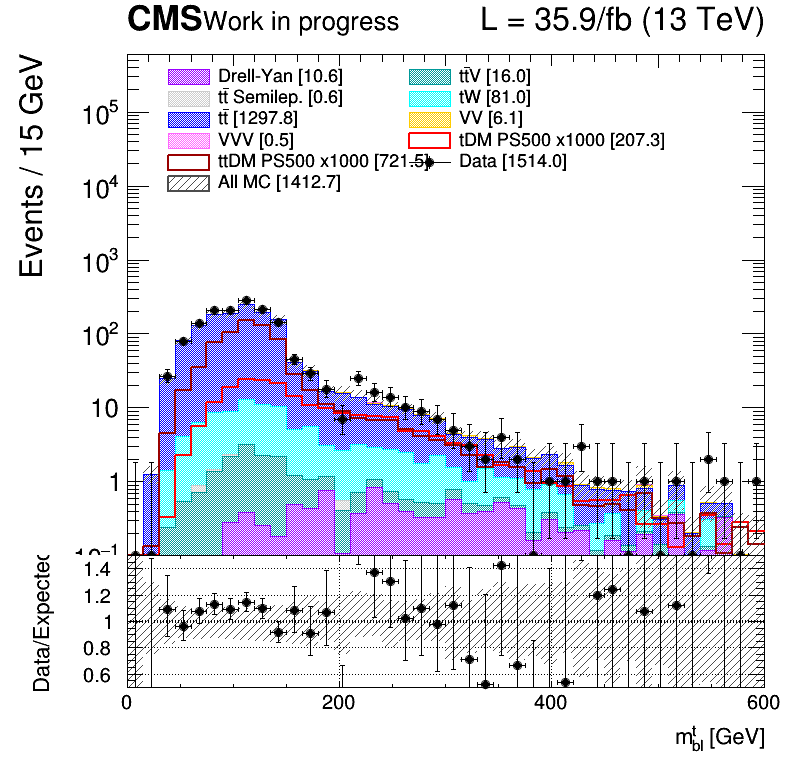 CMS Work in progress L = 35.9/fb (13 TeV)
Drell-Yan [10.6] tt̄V [16.0]
tt̄ Semilep. [0.6] tW [81.0]
tt̄ [1297.8] VV [6.1]
VVV [0.5] tDM PS500 x1000 [207.3]
ttDM PS500 x1000 [721.5] Data [1514.0]
All MC [1412.7]
Events / 15 GeV
10⁵
10⁴
10³
10²
10
1
10⁻¹
Data/Expected
1.4
1.2
1
0.8
0.6
0 200 400 600
mᵗbl [GeV]